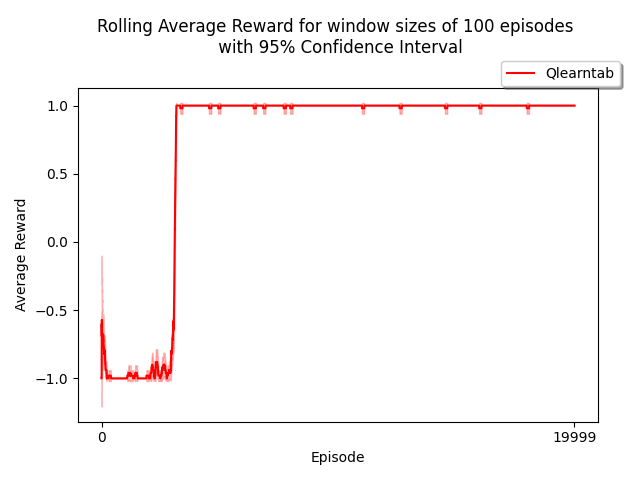 Rolling Average Reward for window sizes of 100 episodes
with 95% Confidence Interval
Qlearntab
1.0
0.5
0.0
−0.5
−1.0
Average Reward
0
19999
Episode